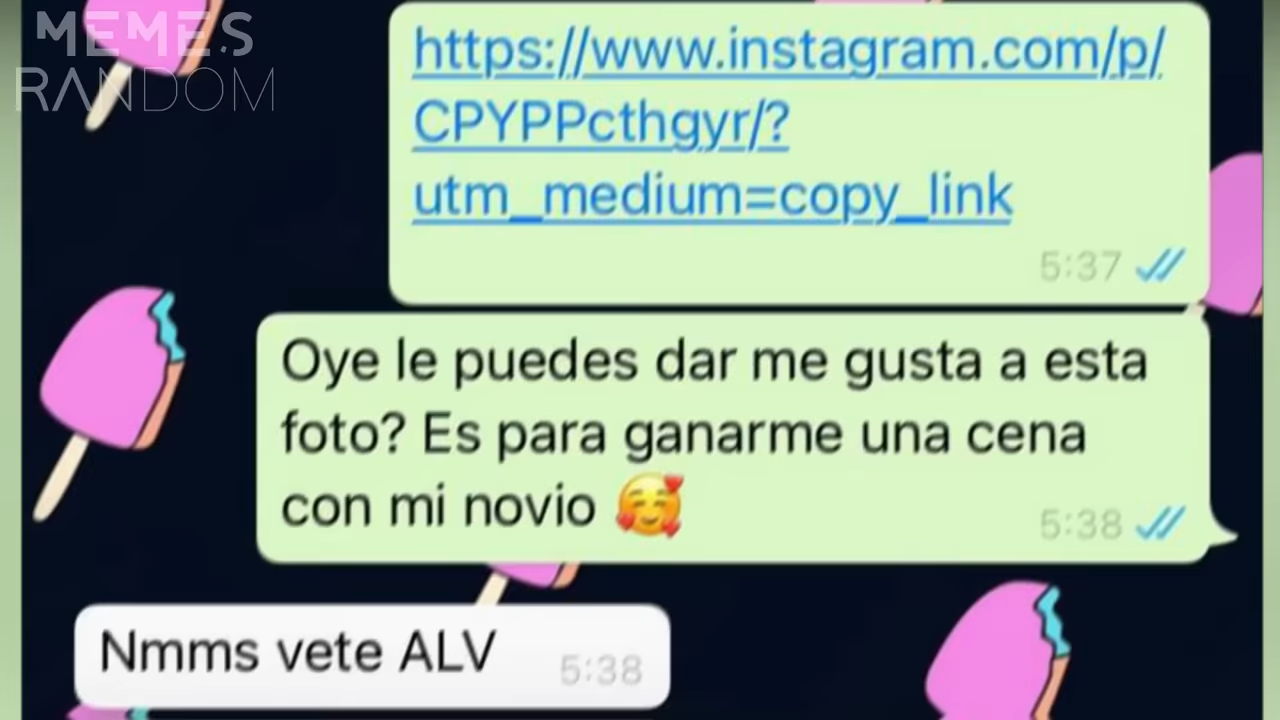 MEMES
RANDOM
https://www.instagram.com/p/
CPYPPcthgyr/?
utm_medium=copy_link
5:37
Oye le puedes dar me gusta a esta
foto? Es para ganarme una cena
con mi novio 🥰
5:38
Nmms vete ALV
5:38